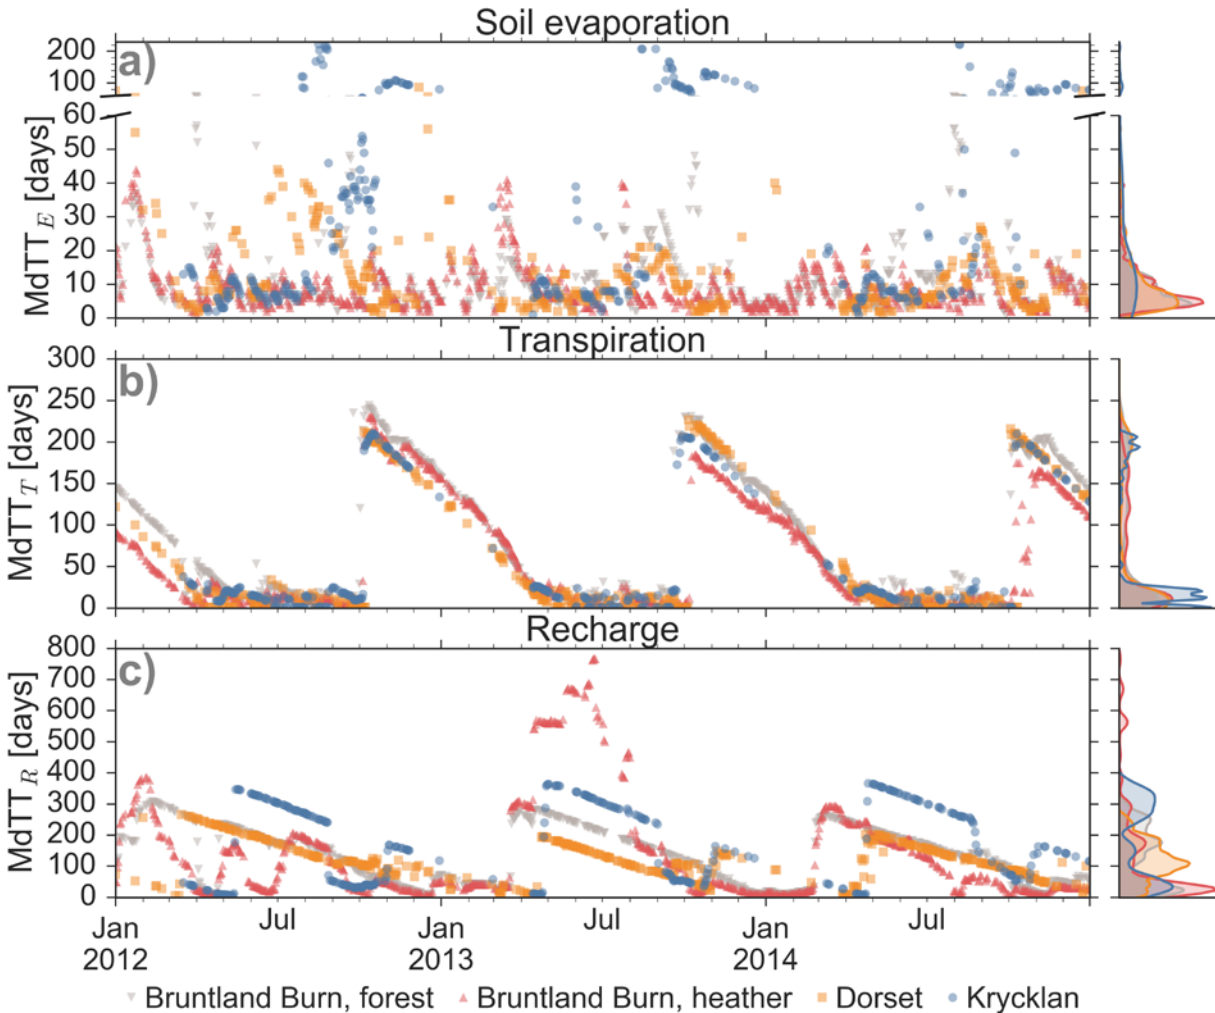 Soil evaporation
a)
200
100
60
50
40
30
20
10
0
MdTT_E [days]
Transpiration
b)
300
250
200
150
100
50
0
MdTT_T [days]
Recharge
c)
800
700
600
500
400
300
200
100
0
MdTT_R [days]
Jan Jul Jan Jul Jan Jul
2012 2013 2014
Bruntland Burn, forest Bruntland Burn, heather Dorset Krycklan